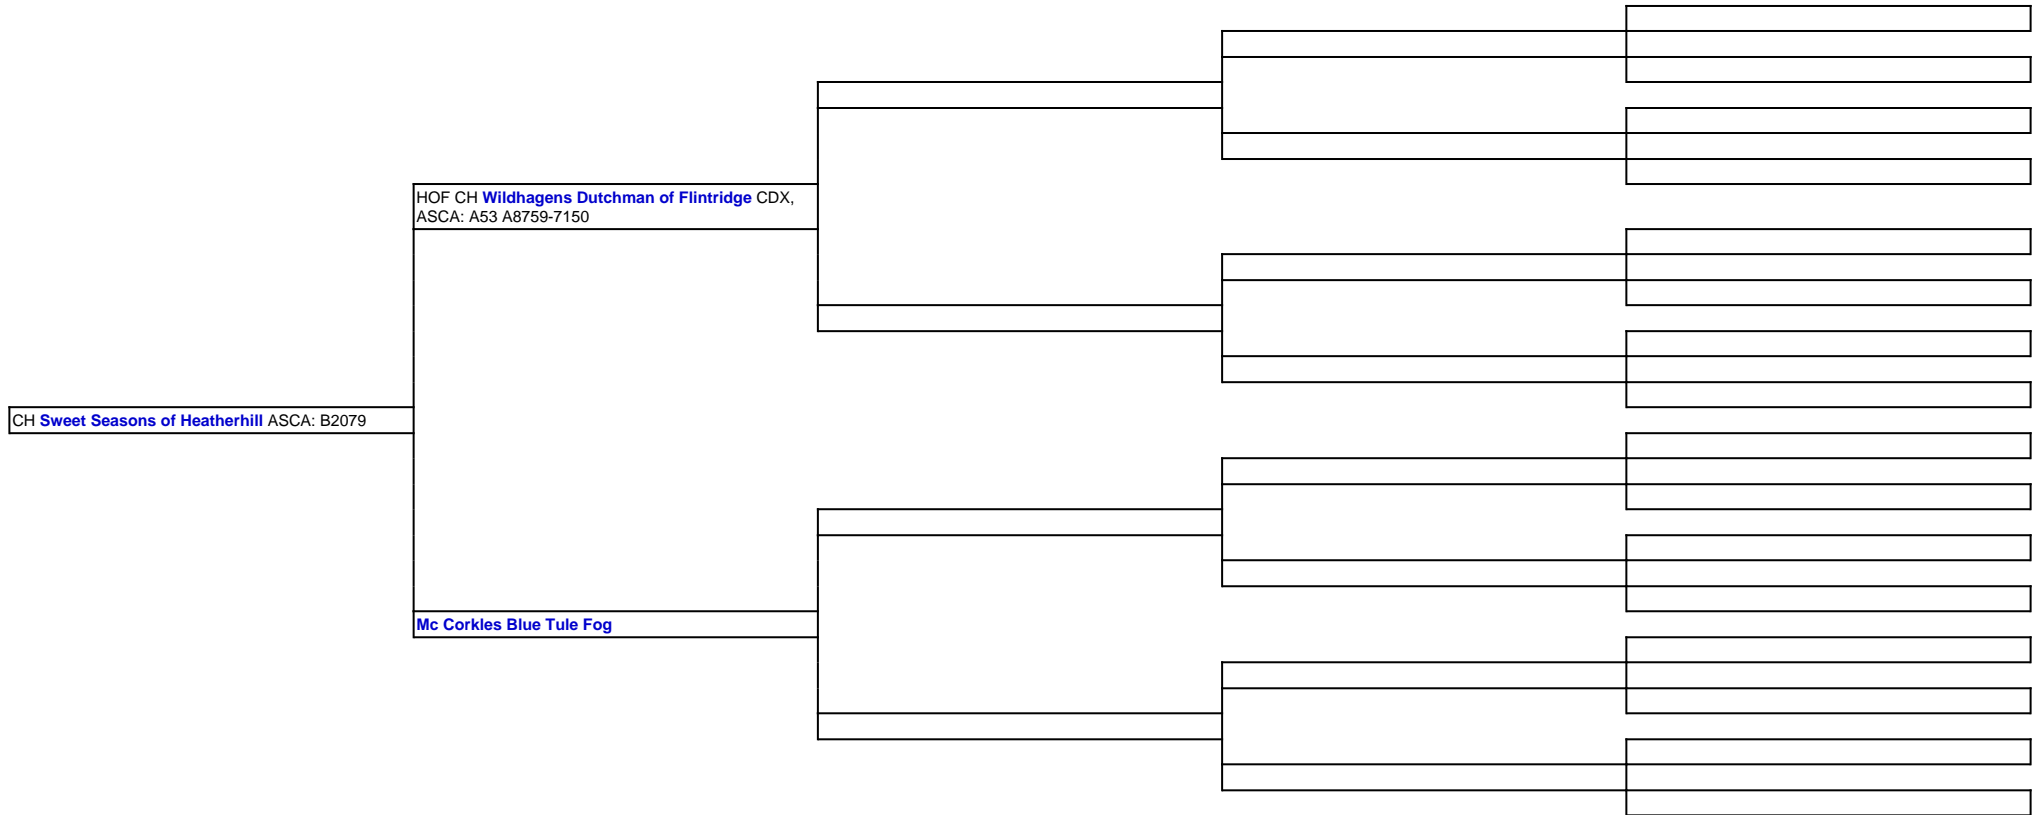 HOF CH Wildhagens Dutchman of Flintridge CDX,
ASCA: A53 A8759-7150
CH Sweet Seasons of Heatherhill ASCA: B2079
Mc Corkles Blue Tule Fog